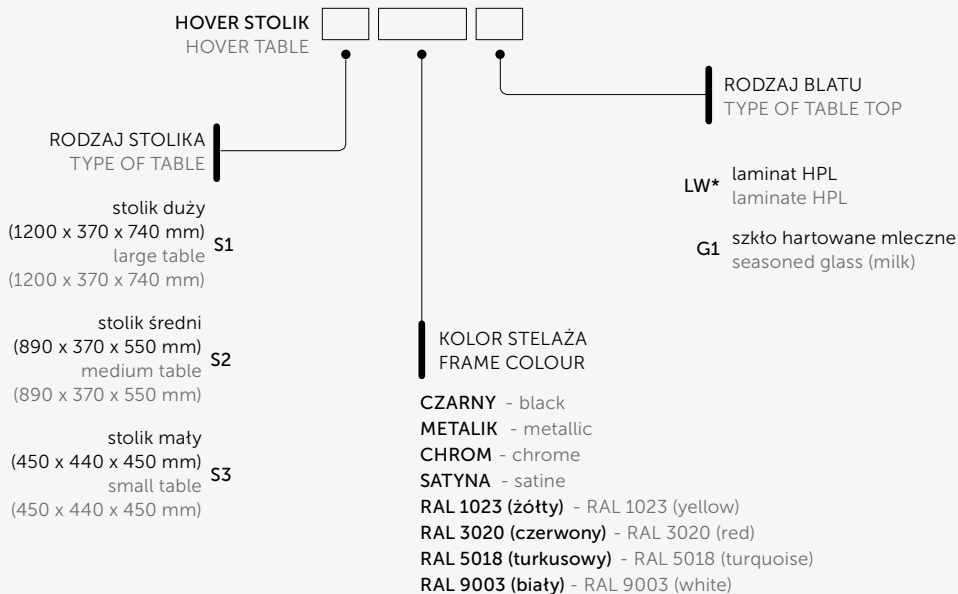 HOVER STOLIK
HOVER TABLE
RODZAJ STOLIKA
TYPE OF TABLE
stolik duży
(1200 x 370 x 740 mm)
large table
(1200 x 370 x 740 mm)
S1
stolik średni
(890 x 370 x 550 mm)
medium table
(890 x 370 x 550 mm)
S2
stolik mały
(450 x 440 x 450 mm)
small table
(450 x 440 x 450 mm)
S3
KOLOR STELAŻA
FRAME COLOUR
CZARNY - black
METALIK - metallic
CHROM - chrome
SATYNA - satine
RAL 1023 (żółty) - RAL 1023 (yellow)
RAL 3020 (czerwony) - RAL 3020 (red)
RAL 5018 (turkusowy) - RAL 5018 (turquoise)
RAL 9003 (biały) - RAL 9003 (white)
RODZAJ BLATU
TYPE OF TABLE TOP
LW* laminat HPL
laminate HPL
G1 szkło hartowane mleczne
seasoned glass (milk)